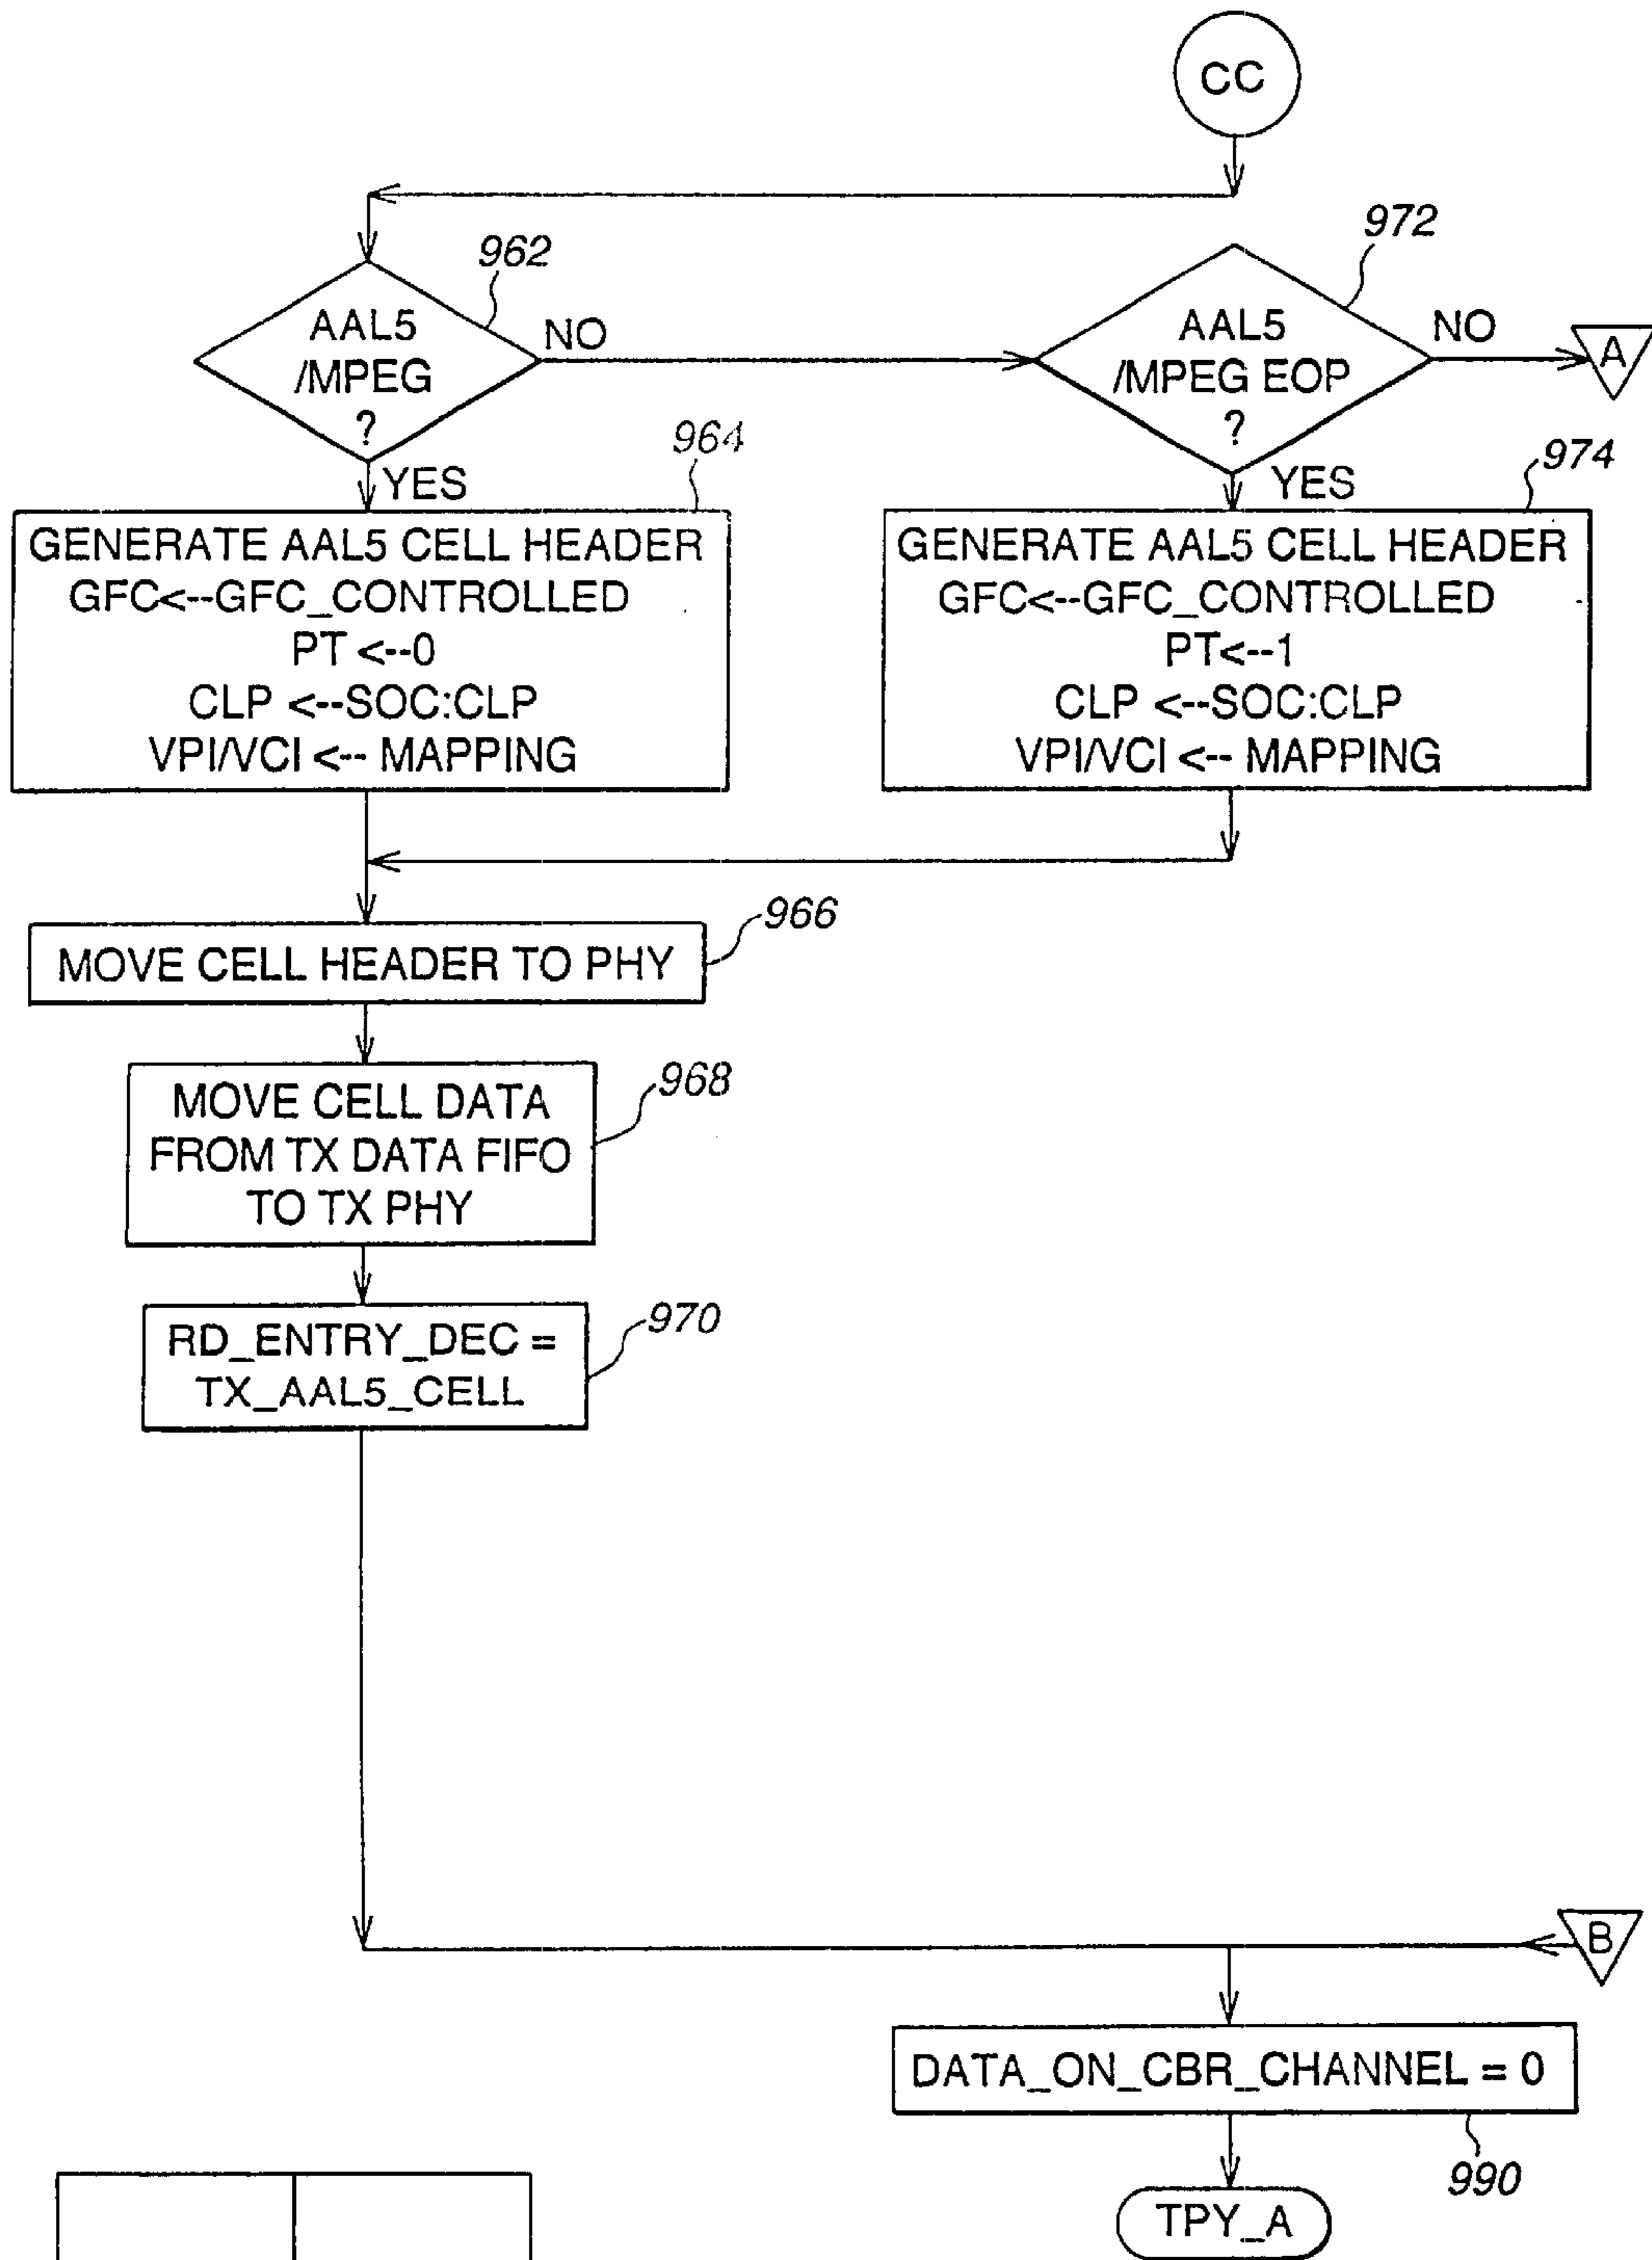 CC
962
AAL5
/MPEG
?
NO
YES
972
AAL5
/MPEG EOP
?
NO
YES
A
964
GENERATE AAL5 CELL HEADER
GFC<--GFC_CONTROLLED
PT <--0
CLP <--SOC:CLP
VPI/VCI <-- MAPPING
974
GENERATE AAL5 CELL HEADER
GFC<--GFC_CONTROLLED
PT<--1
CLP <--SOC:CLP
VPI/VCI <-- MAPPING
966
MOVE CELL HEADER TO PHY
968
MOVE CELL DATA
FROM TX DATA FIFO
TO TX PHY
970
RD_ENTRY_DEC =
TX_AAL5_CELL
B
DATA_ON_CBR_CHANNEL = 0
990
TPY_A